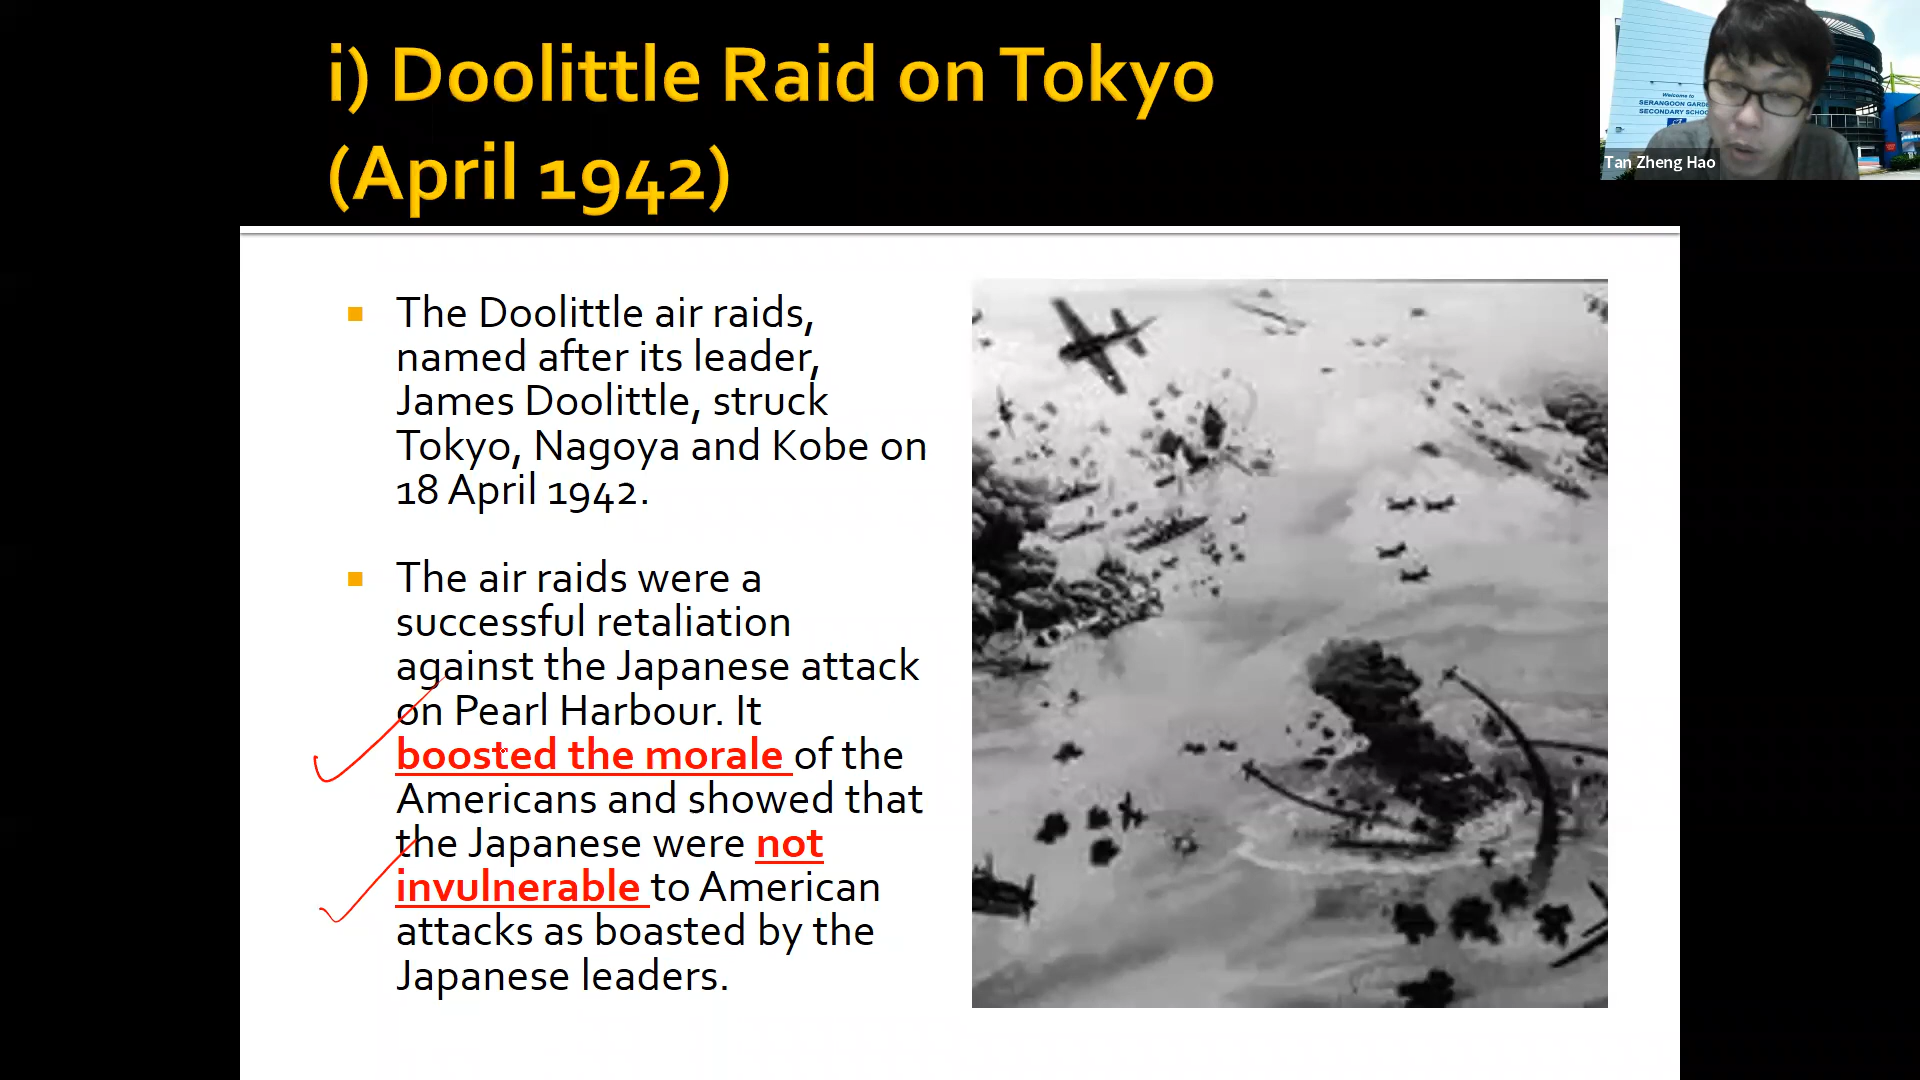 i) Doolittle Raid on Tokyo
(April 1942)
The Doolittle air raids,
named after its leader,
James Doolittle, struck
Tokyo, Nagoya and Kobe on
18 April 1942.
The air raids were a
successful retaliation
against the Japanese attack
on Pearl Harbour. It
boosted the morale of the
Americans and showed that
the Japanese were not
invulnerable to American
attacks as boasted by the
Japanese leaders.
Welcome to
SERANGOON GARDE
SECONDARY SCHOO
Tan Zheng Hao